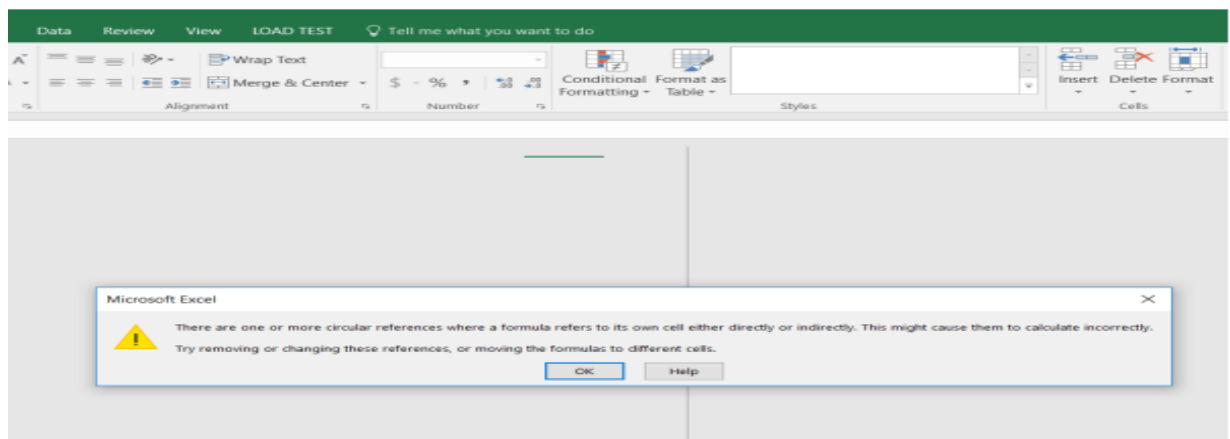 Data Review View LOAD TEST Tell me what you want to do
Wrap Text
Merge & Center $ - % ,
Conditional Formatting
Format as Table
Insert Delete Format
Alignment Number Styles Cells
Microsoft Excel
There are one or more circular references where a formula refers to its own cell either directly or indirectly. This might cause them to calculate incorrectly.
Try removing or changing these references, or moving the formulas to different cells.
OK Help